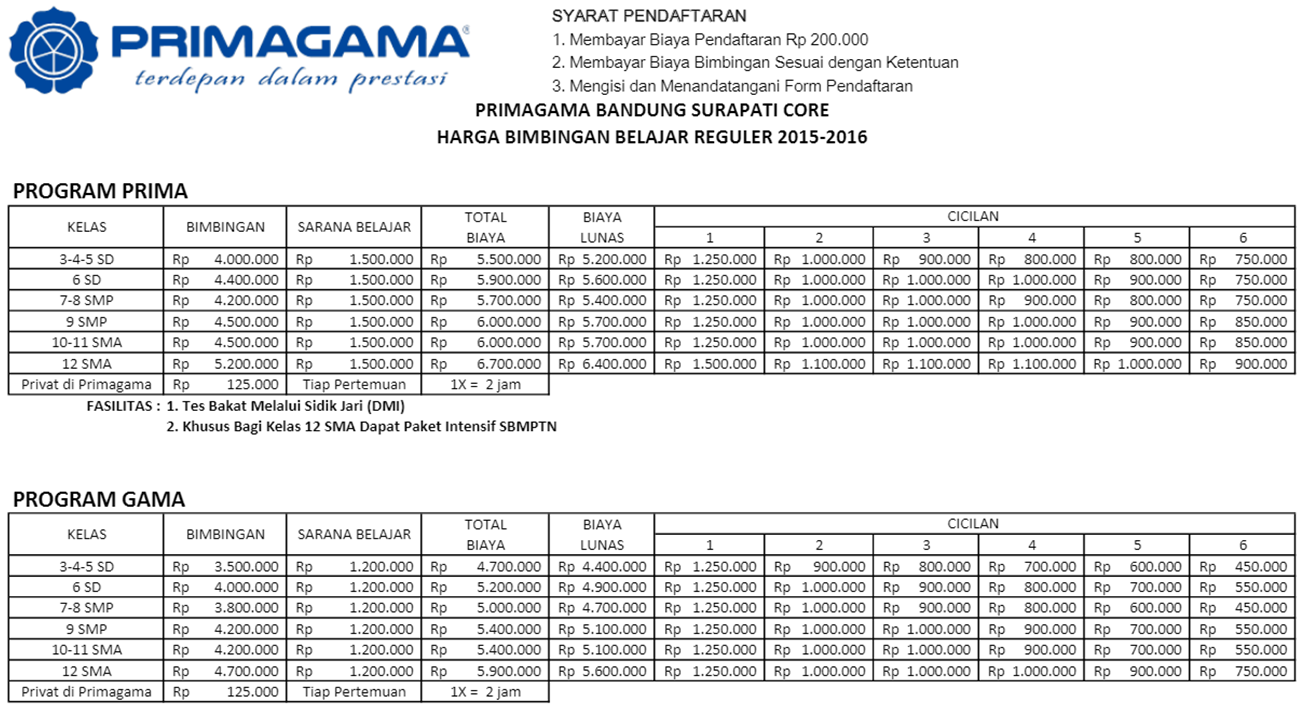 PRIMAGAMA®
terdepan dalam prestasi
SYARAT PENDAFTARAN
1. Membayar Biaya Pendaftaran Rp 200.000
2. Membayar Biaya Bimbingan Sesuai dengan Ketentuan
3. Mengisi dan Menandatangani Form Pendaftaran
PRIMAGAMA BANDUNG SURAPATI CORE
HARGA BIMBINGAN BELAJAR REGULER 2015-2016
PROGRAM PRIMA
KELAS BIMBINGAN SARANA BELAJAR TOTAL BIAYA BIAYA LUNAS CICILAN
1 2 3 4 5 6
3-4-5 SD Rp 4.000.000 Rp 1.500.000 Rp 5.500.000 Rp 5.200.000 Rp 1.250.000 Rp 1.000.000 Rp 900.000 Rp 800.000 Rp 800.000 Rp 750.000
6 SD Rp 4.400.000 Rp 1.500.000 Rp 5.900.000 Rp 5.600.000 Rp 1.250.000 Rp 1.000.000 Rp 1.000.000 Rp 1.000.000 Rp 900.000 Rp 750.000
7-8 SMP Rp 4.200.000 Rp 1.500.000 Rp 5.700.000 Rp 5.400.000 Rp 1.250.000 Rp 1.000.000 Rp 1.000.000 Rp 900.000 Rp 800.000 Rp 750.000
9 SMP Rp 4.500.000 Rp 1.500.000 Rp 6.000.000 Rp 5.700.000 Rp 1.250.000 Rp 1.000.000 Rp 1.000.000 Rp 1.000.000 Rp 900.000 Rp 850.000
10-11 SMA Rp 4.500.000 Rp 1.500.000 Rp 6.000.000 Rp 5.700.000 Rp 1.250.000 Rp 1.000.000 Rp 1.000.000 Rp 1.000.000 Rp 900.000 Rp 850.000
12 SMA Rp 5.200.000 Rp 1.500.000 Rp 6.700.000 Rp 6.400.000 Rp 1.500.000 Rp 1.100.000 Rp 1.100.000 Rp 1.100.000 Rp 1.000.000 Rp 900.000
Privat di Primagama Rp 125.000 Tiap Pertemuan 1X = 2 jam
FASILITAS : 1. Tes Bakat Melalui Sidik Jari (DMI)
2. Khusus Bagi Kelas 12 SMA Dapat Paket Intensif SBMPTN
PROGRAM GAMA
KELAS BIMBINGAN SARANA BELAJAR TOTAL BIAYA BIAYA LUNAS CICILAN
1 2 3 4 5 6
3-4-5 SD Rp 3.500.000 Rp 1.200.000 Rp 4.700.000 Rp 4.400.000 Rp 1.250.000 Rp 900.000 Rp 800.000 Rp 700.000 Rp 600.000 Rp 450.000
6 SD Rp 4.000.000 Rp 1.200.000 Rp 5.200.000 Rp 4.900.000 Rp 1.250.000 Rp 1.000.000 Rp 900.000 Rp 800.000 Rp 700.000 Rp 550.000
7-8 SMP Rp 3.800.000 Rp 1.200.000 Rp 5.000.000 Rp 4.700.000 Rp 1.250.000 Rp 1.000.000 Rp 900.000 Rp 800.000 Rp 600.000 Rp 450.000
9 SMP Rp 4.200.000 Rp 1.200.000 Rp 5.400.000 Rp 5.100.000 Rp 1.250.000 Rp 1.000.000 Rp 1.000.000 Rp 900.000 Rp 700.000 Rp 550.000
10-11 SMA Rp 4.200.000 Rp 1.200.000 Rp 5.400.000 Rp 5.100.000 Rp 1.250.000 Rp 1.000.000 Rp 1.000.000 Rp 900.000 Rp 700.000 Rp 550.000
12 SMA Rp 4.700.000 Rp 1.200.000 Rp 5.900.000 Rp 5.600.000 Rp 1.250.000 Rp 1.000.000 Rp 1.000.000 Rp 1.000.000 Rp 900.000 Rp 750.000
Privat di Primagama Rp 125.000 Tiap Pertemuan 1X = 2 jam